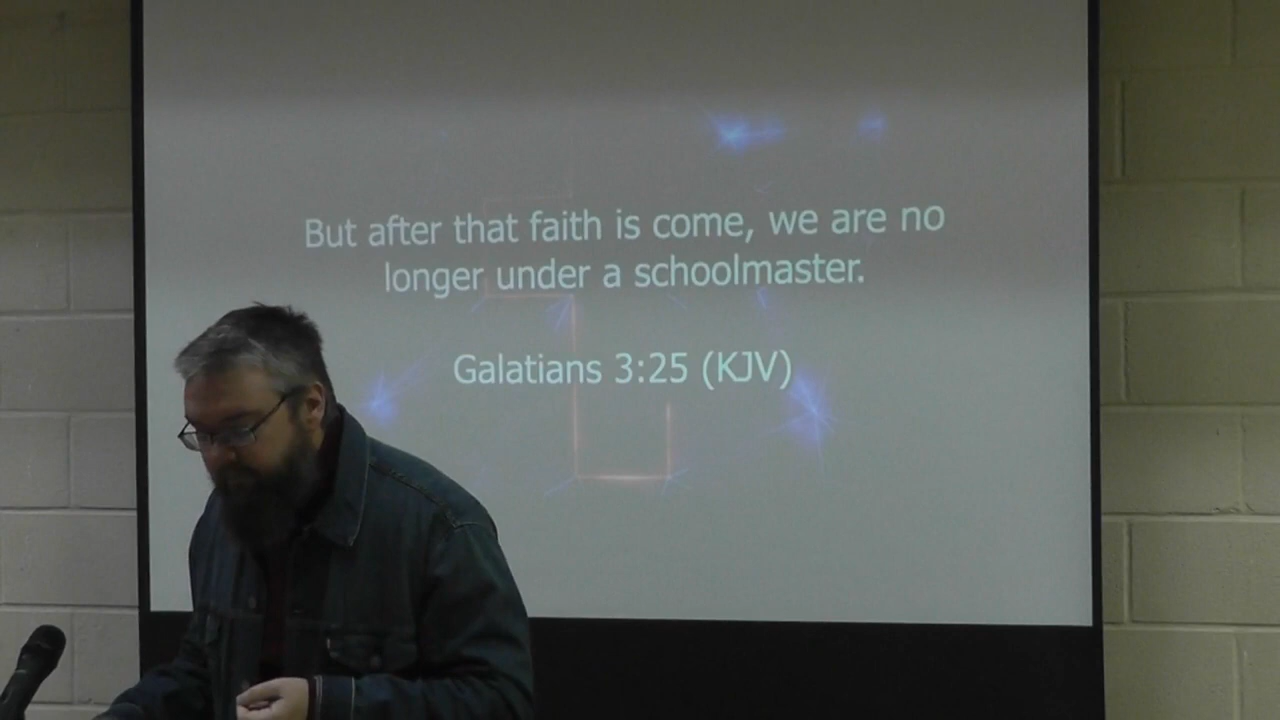 But after that faith is come, we are no
longer under a schoolmaster.
Galatians 3:25 (KJV)